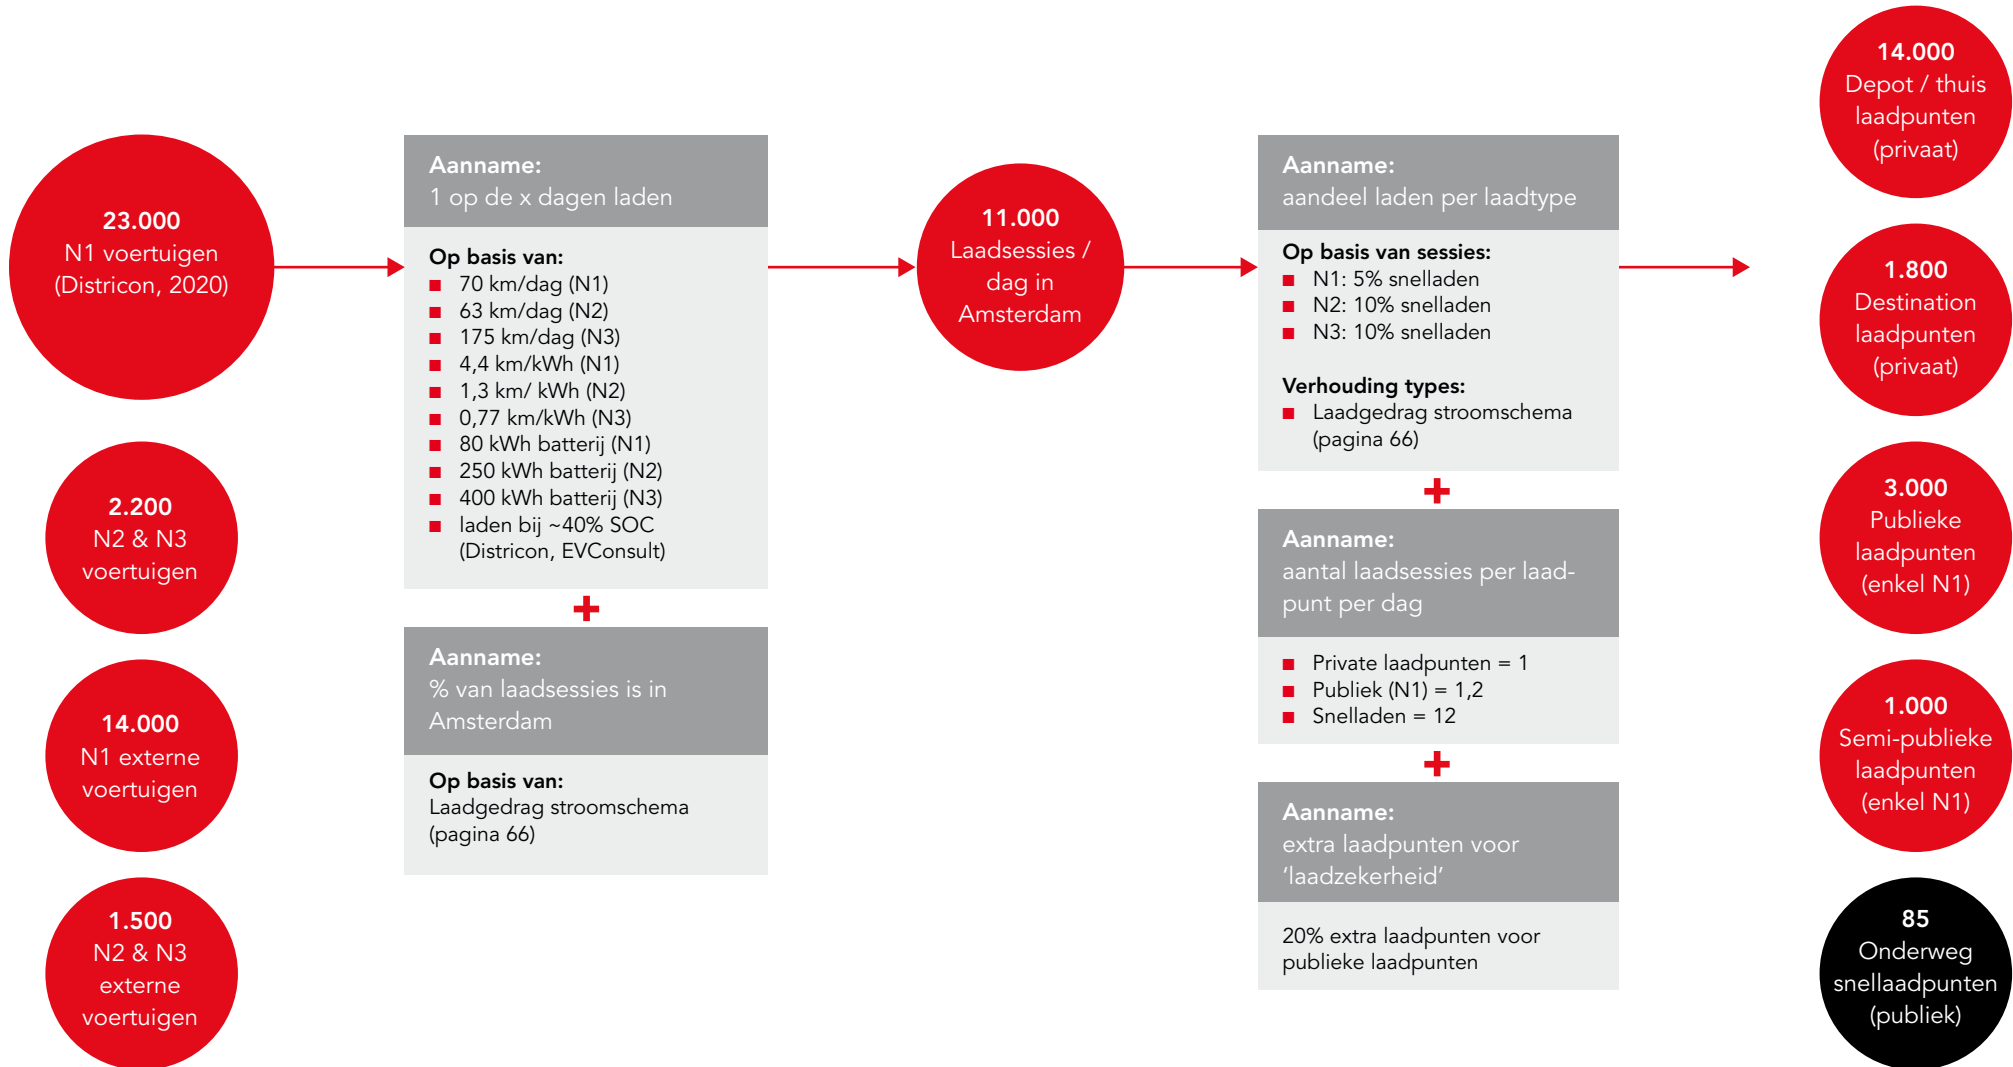 23.000
N1 voertuigen
(Districon, 2020)
2.200
N2 & N3
voertuigen
14.000
N1 externe
voertuigen
1.500
N2 & N3
externe
voertuigen
Aanname:
1 op de x dagen laden
Op basis van:
70 km/dag (N1)
63 km/dag (N2)
175 km/dag (N3)
4,4 km/kWh (N1)
1,3 km/ kWh (N2)
0,77 km/kWh (N3)
80 kWh batterij (N1)
250 kWh batterij (N2)
400 kWh batterij (N3)
laden bij ~40% SOC
(Districon, EVConsult)
+
Aanname:
% van laadsessies is in
Amsterdam
Op basis van:
Laadgedrag stroomschema
(pagina 66)
11.000
Laadsessies /
dag in
Amsterdam
Aanname:
aandeel laden per laadtype
Op basis van sessies:
N1: 5% snelladen
N2: 10% snelladen
N3: 10% snelladen
Verhouding types:
Laadgedrag stroomschema
(pagina 66)
+
Aanname:
aantal laadsessies per laad-
punt per dag
Private laadpunten = 1
Publiek (N1) = 1,2
Snelladen = 12
+
Aanname:
extra laadpunten voor
‘laadzekerheid’
20% extra laadpunten voor
publieke laadpunten
14.000
Depot / thuis
laadpunten
(privaat)
1.800
Destination
laadpunten
(privaat)
3.000
Publieke
laadpunten
(enkel N1)
1.000
Semi-publieke
laadpunten
(enkel N1)
85
Onderweg
snellaadpunten
(publiek)